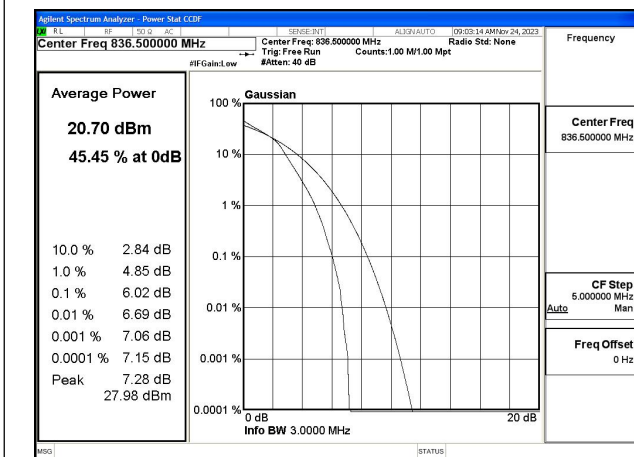 Agilent Spectrum Analyzer - Power Stat CCDF
RL RF 50 Ω AC SENSE:INT ALIGN AUTO 09:03:14 AM Nov 24, 2023
Center Freq 836.500000 MHz
Center Freq: 836.500000 MHz Radio Std: None
Trig: Free Run Counts:1.00 M/1.00 Mpt
#IFGain:Low #Atten: 40 dB
Frequency
Average Power
20.70 dBm
45.45 % at 0dB
10.0 % 2.84 dB
1.0 % 4.85 dB
0.1 % 6.02 dB
0.01 % 6.69 dB
0.001 % 7.06 dB
0.0001 % 7.15 dB
Peak 7.28 dB
27.98 dBm
Gaussian
100 %
10 %
1 %
0.1 %
0.01 %
0.001 %
0.0001 %
0 dB 20 dB
Info BW 3.0000 MHz
Center Freq
836.500000 MHz
CF Step
5.000000 MHz
Auto Man
Freq Offset
0 Hz
MSG STATUS